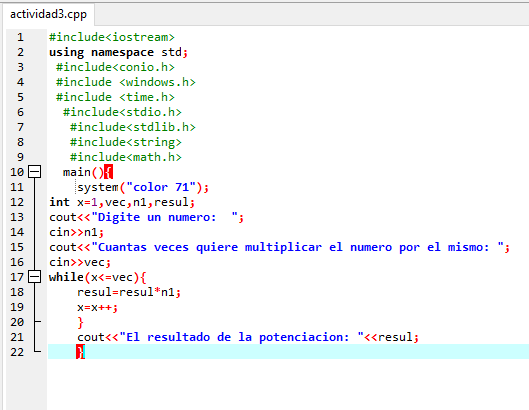 actividad3.cpp
1 #include<iostream>
2 using namespace std;
3 #include<conio.h>
4 #include <windows.h>
5 #include <time.h>
6 #include<stdio.h>
7 #include<stdlib.h>
8 #include<string>
9 #include<math.h>
10 main(){
11 system("color 71");
12 int x=1,vec,n1,resul;
13 cout<<"Digite un numero:  ";
14 cin>>n1;
15 cout<<"Cuantas veces quiere multiplicar el numero por el mismo: ";
16 cin>>vec;
17 while(x<=vec){
18 resul=resul*n1;
19 x=x++;
20 }
21 cout<<"El resultado de la potenciacion: "<<resul;
22 }